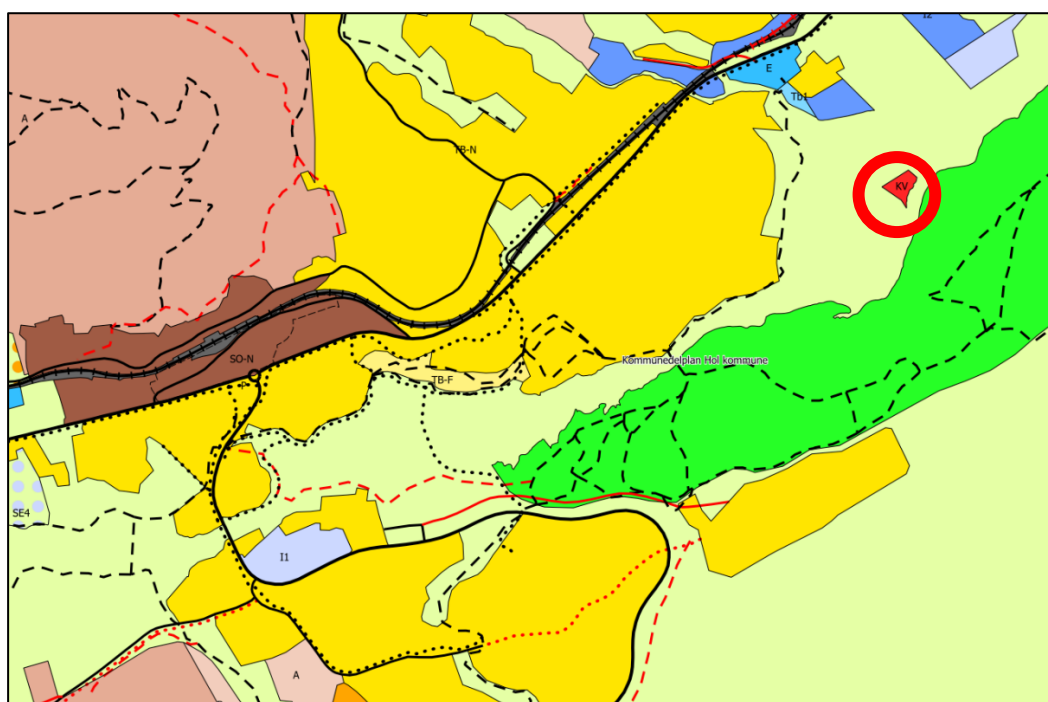 I2
E
Tb1
A
TB-N
KV
SO-N
Kommunedelplan Hol kommune
P
TB-F
SE4
I1
A